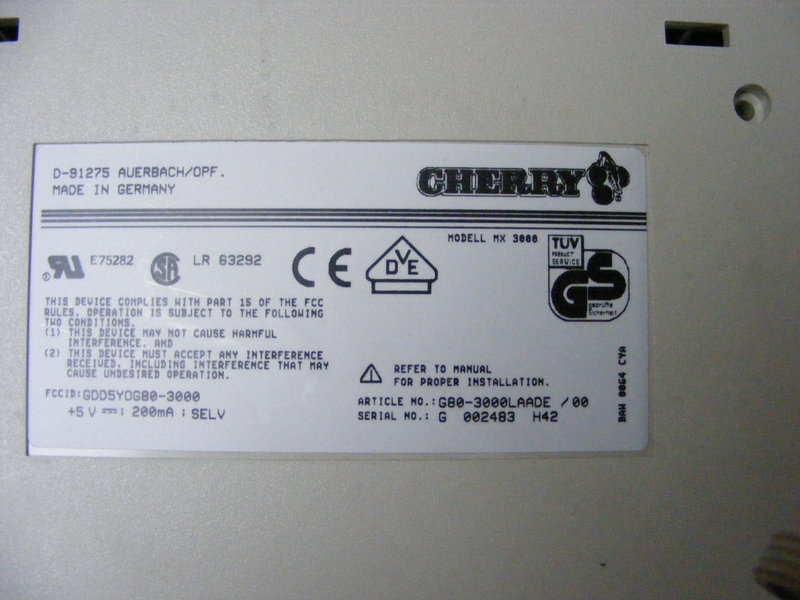 D-91275 AUERBACH/OPF.
MADE IN GERMANY
CHERRY
MODELL MX 3000
E75282
SA
LR 63292
CE
DVE
TÜV
PRODUCT
SERVICE
GS
geprüfte
Sicherheit
THIS DEVICE COMPLIES WITH PART 15 OF THE FCC
RULES. OPERATION IS SUBJECT TO THE FOLLOWING
TWO CONDITIONS.
(1) THIS DEVICE MAY NOT CAUSE HARMFUL
INTERFERENCE. AND
(2) THIS DEVICE MUST ACCEPT ANY INTERFERENCE
RECEIVED, INCLUDING INTERFERENCE THAT MAY
CAUSE UNDESIRED OPERATION.
FCCID:GDD5YOG80-3000
+5 V ⎓: 200mA ; SELV
REFER TO MANUAL
FOR PROPER INSTALLATION.
ARTICLE NO.:G80-3000LAADE /00
SERIAL NO.: G 002483 H42
BAN 0064 CYA